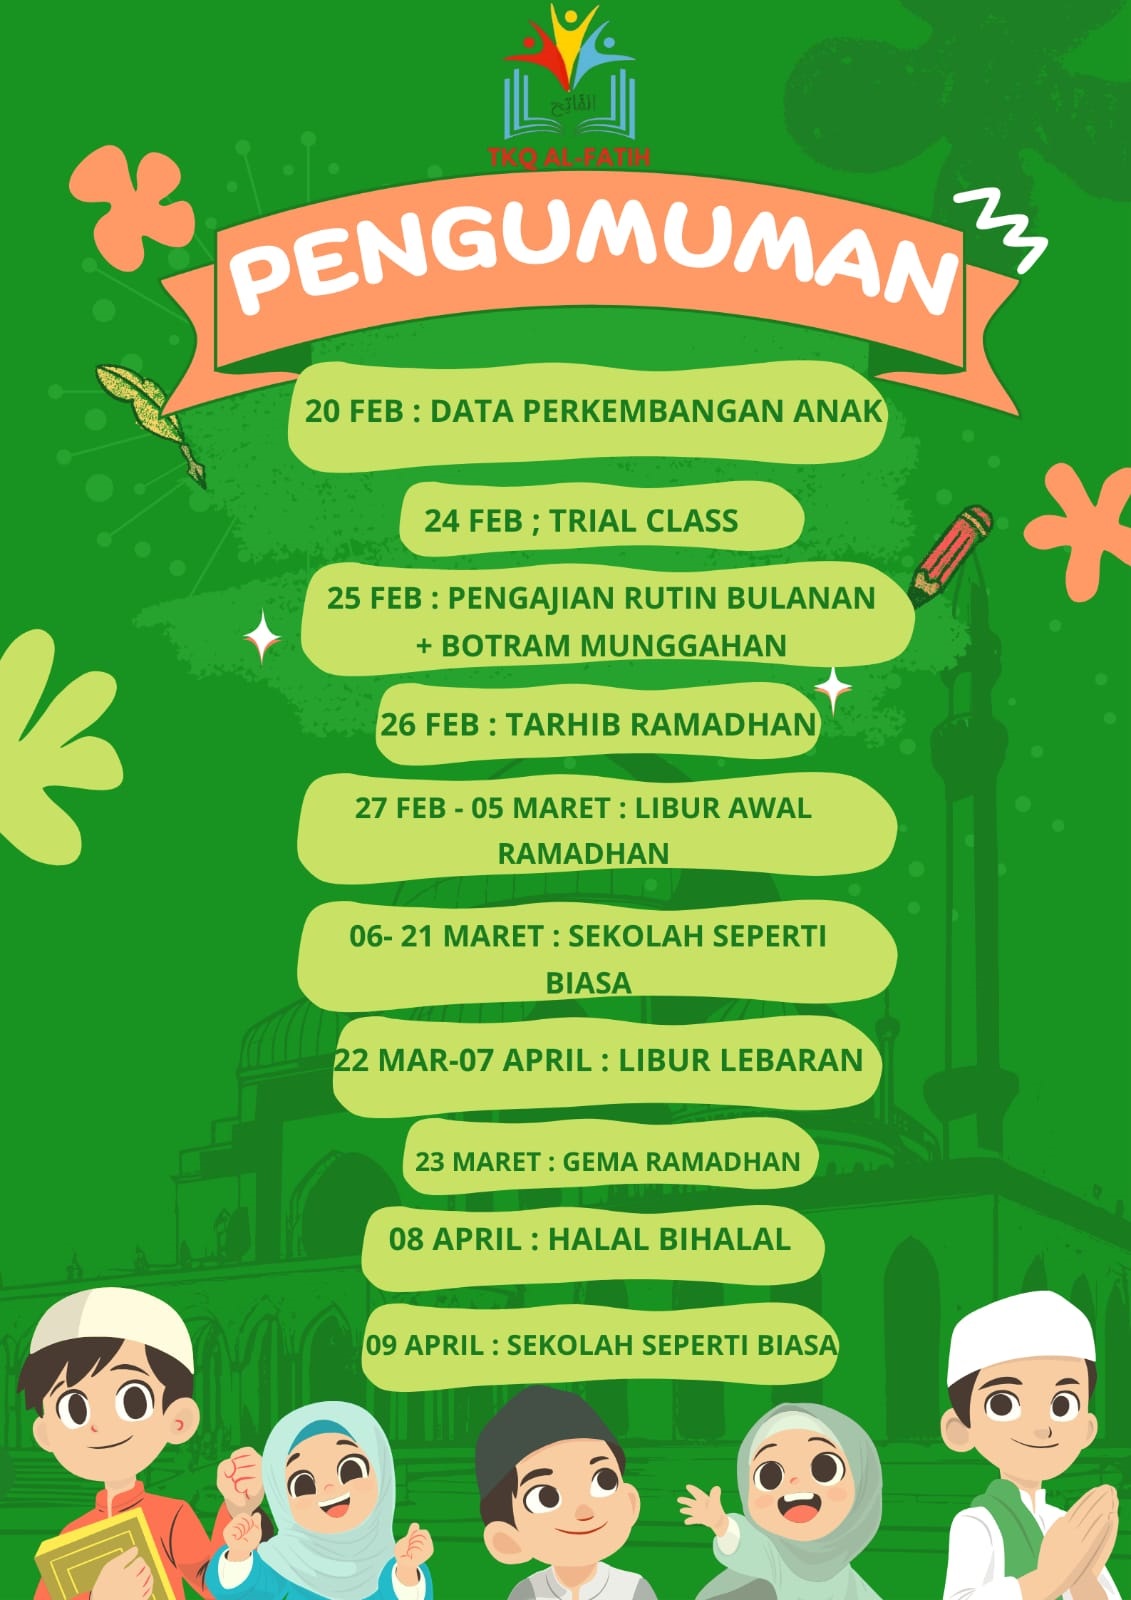 الفاتح
TKQ AL-FATIH
PENGUMUMAN
20 FEB : DATA PERKEMBANGAN ANAK
24 FEB ; TRIAL CLASS
25 FEB : PENGAJIAN RUTIN BULANAN
+ BOTRAM MUNGGAHAN
26 FEB : TARHIB RAMADHAN
27 FEB - 05 MARET : LIBUR AWAL
RAMADHAN
06- 21 MARET : SEKOLAH SEPERTI
BIASA
22 MAR-07 APRIL : LIBUR LEBARAN
23 MARET : GEMA RAMADHAN
08 APRIL : HALAL BIHALAL
09 APRIL : SEKOLAH SEPERTI BIASA